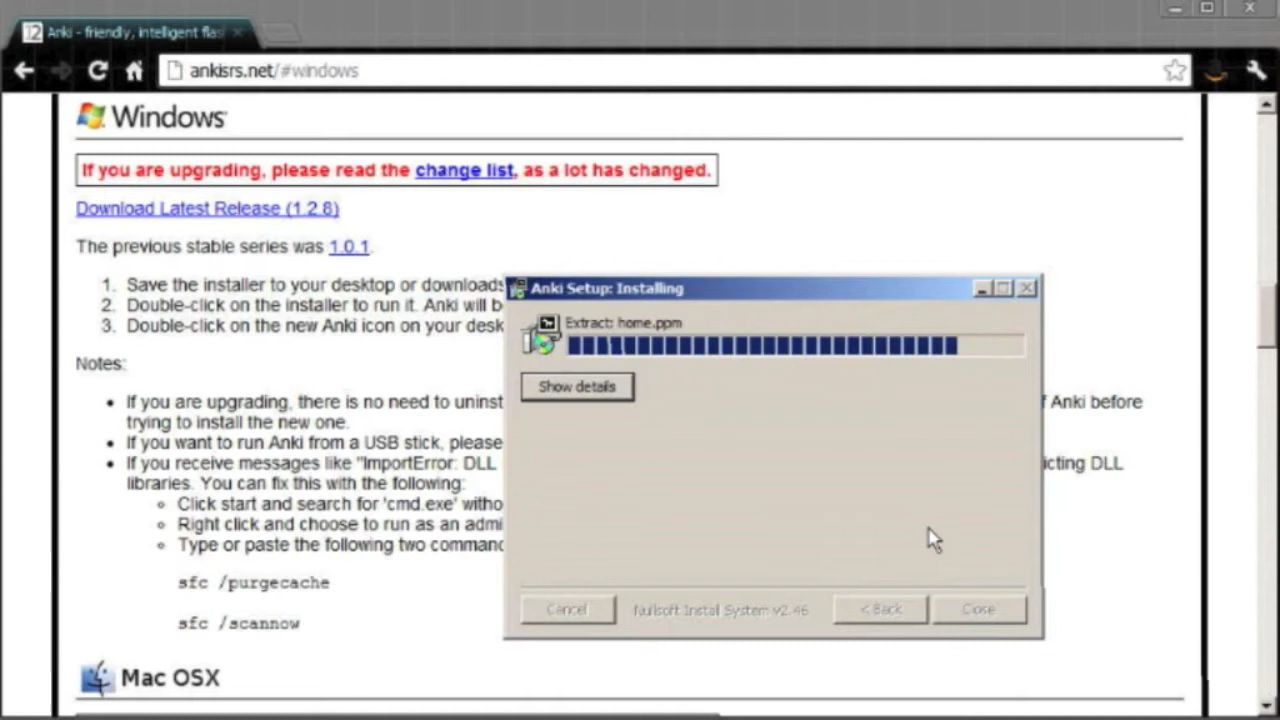 Anki - friendly, intelligent flas
ankisrs.net/#windows
Windows
If you are upgrading, please read the change list, as a lot has changed.
Download Latest Release (1.2.8)
The previous stable series was 1.0.1.
1. Save the installer to your desktop or downloads
2. Double-click on the installer to run it. Anki will b
3. Double-click on the new Anki icon on your desk
Notes:
• If you are upgrading, there is no need to uninst
f Anki before
trying to install the new one.
• If you want to run Anki from a USB stick, please
• If you receive messages like "ImportError: DLL
icting DLL
libraries. You can fix this with the following:
Click start and search for 'cmd.exe' witho
Right click and choose to run as an admi
Type or paste the following two command
sfc /purgecache
sfc /scannow
Mac OSX
Anki Setup: Installing
Extract: home.ppm
Show details
Cancel
Nullsoft Install System v2.46
< Back
Close